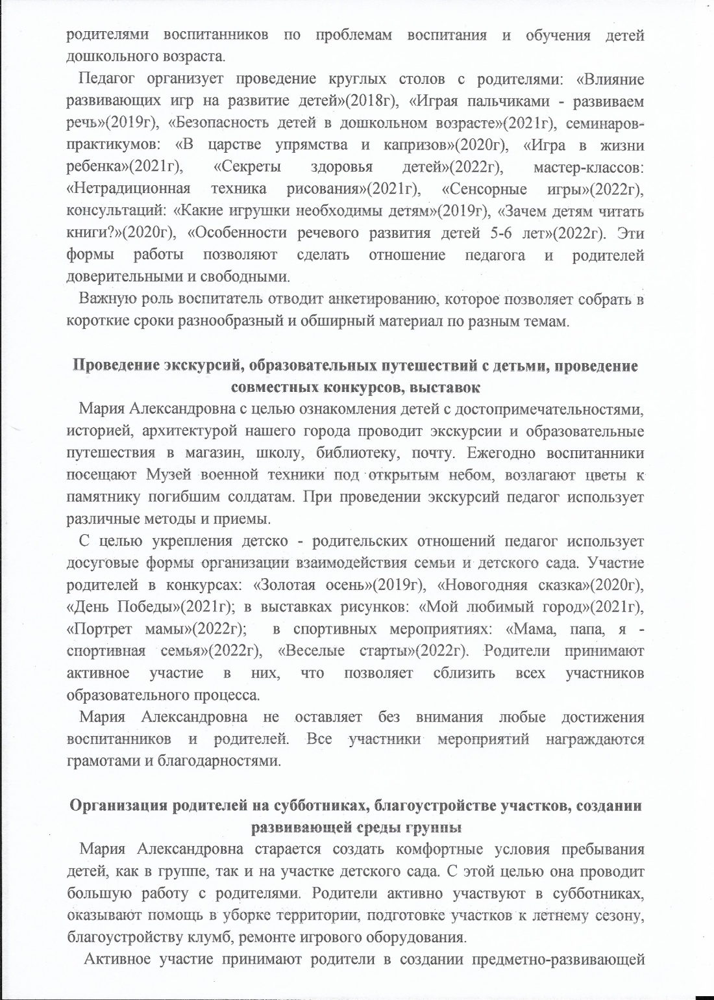 родителями воспитанников по проблемам воспитания и обучения детей
дошкольного возраста.
Педагог организует проведение круглых столов с родителями: «Влияние
развивающих игр на развитие детей»(2018г), «Играя пальчиками - развиваем
речь»(2019г), «Безопасность детей в дошкольном возрасте»(2021г), семинаров-
практикумов: «В царстве упрямства и капризов»(2020г), «Игра в жизни
ребенка»(2021г), «Секреты здоровья детей»(2022г), мастер-классов:
«Нетрадиционная техника рисования»(2021г), «Сенсорные игры»(2022г),
консультаций: «Какие игрушки необходимы детям»(2019г), «Зачем детям читать
книги?»(2020г), «Особенности речевого развития детей 5-6 лет»(2022г). Эти
формы работы позволяют сделать отношение педагога и родителей
доверительными и свободными.
Важную роль воспитатель отводит анкетированию, которое позволяет собрать в
короткие сроки разнообразный и обширный материал по разным темам.
Проведение экскурсий, образовательных путешествий с детьми, проведение
совместных конкурсов, выставок
Мария Александровна с целью ознакомления детей с достопримечательностями,
историей, архитектурой нашего города проводит экскурсии и образовательные
путешествия в магазин, школу, библиотеку, почту. Ежегодно воспитанники
посещают Музей военной техники под открытым небом, возлагают цветы к
памятнику погибшим солдатам. При проведении экскурсий педагог использует
различные методы и приемы.
С целью укрепления детско - родительских отношений педагог использует
досуговые формы организации взаимодействия семьи и детского сада. Участие
родителей в конкурсах: «Золотая осень»(2019г), «Новогодняя сказка»(2020г),
«День Победы»(2021г); в выставках рисунков: «Мой любимый город»(2021г),
«Портрет мамы»(2022г); в спортивных мероприятиях: «Мама, папа, я -
спортивная семья»(2022г), «Веселые старты»(2022г). Родители принимают
активное участие в них, что позволяет сблизить всех участников
образовательного процесса.
Мария Александровна не оставляет без внимания любые достижения
воспитанников и родителей. Все участники мероприятий награждаются
грамотами и благодарностями.
Организация родителей на субботниках, благоустройстве участков, создании
развивающей среды группы
Мария Александровна старается создать комфортные условия пребывания
детей, как в группе, так и на участке детского сада. С этой целью она проводит
большую работу с родителями. Родители активно участвуют в субботниках,
оказывают помощь в уборке территории, подготовке участков к летнему сезону,
благоустройству клумб, ремонте игрового оборудования.
Активное участие принимают родители в создании предметно-развивающей